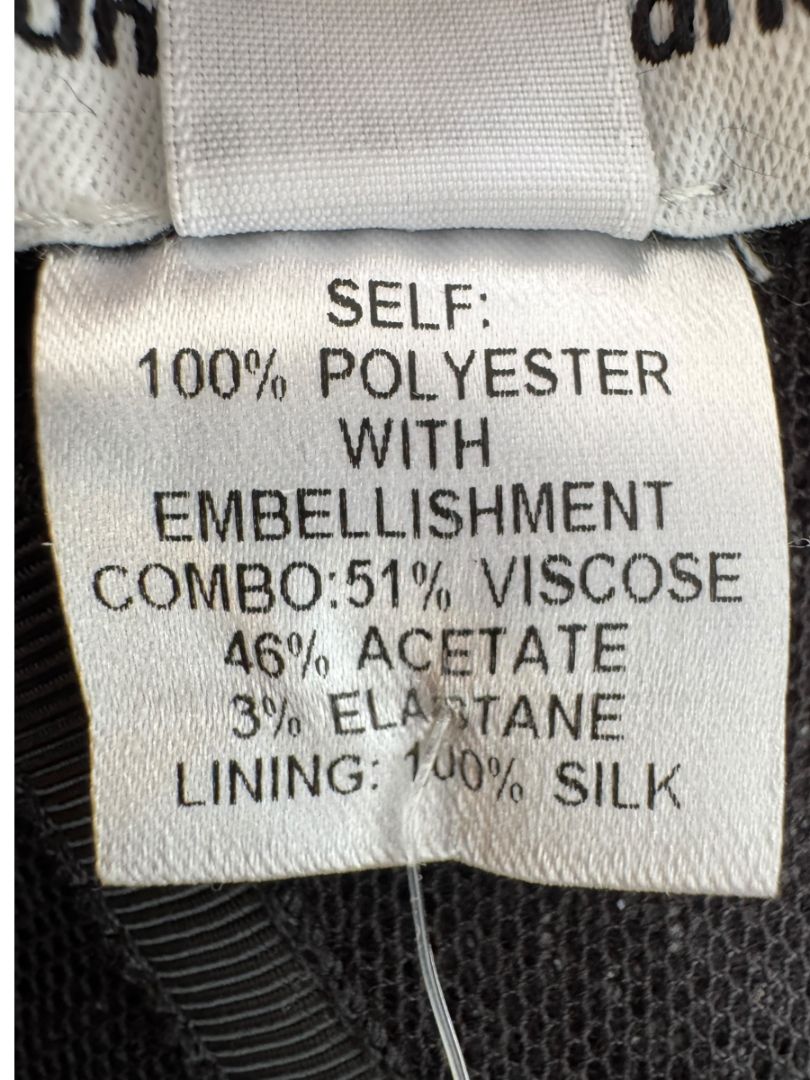 SELF:
100% POLYESTER
WITH
EMBELLISHMENT
COMBO:51% VISCOSE
46% ACETATE
3% ELASTANE
LINING: 100% SILK